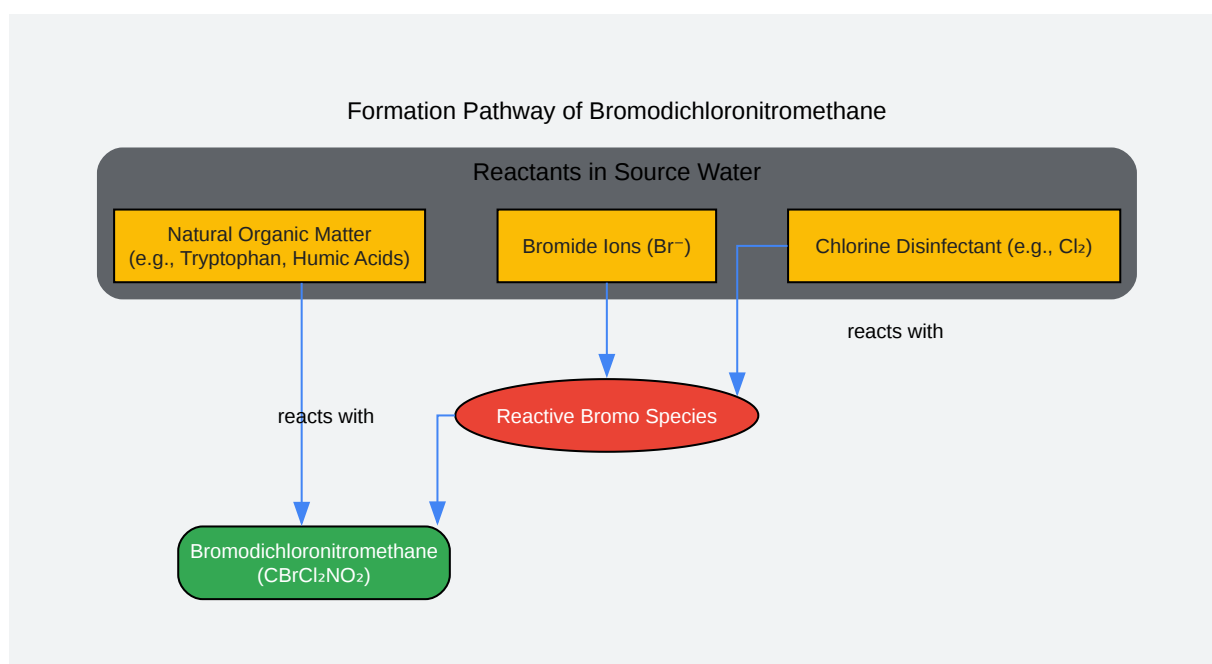 Formation Pathway of Bromodichloronitromethane
Reactants in Source Water
Natural Organic Matter
(e.g., Tryptophan, Humic Acids)
Bromide Ions (Br⁻)
Chlorine Disinfectant (e.g., Cl₂)
reacts with
reacts with
Reactive Bromo Species
Bromodichloronitromethane
(CBrCl₂NO₂)